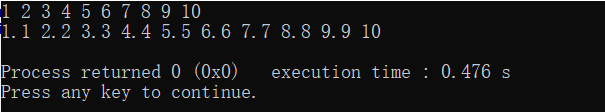 1 2 3 4 5 6 7 8 9 10
1.1 2.2 3.3 4.4 5.5 6.6 7.7 8.8 9.9 10

Process returned 0 (0x0)   execution time : 0.476 s
Press any key to continue.